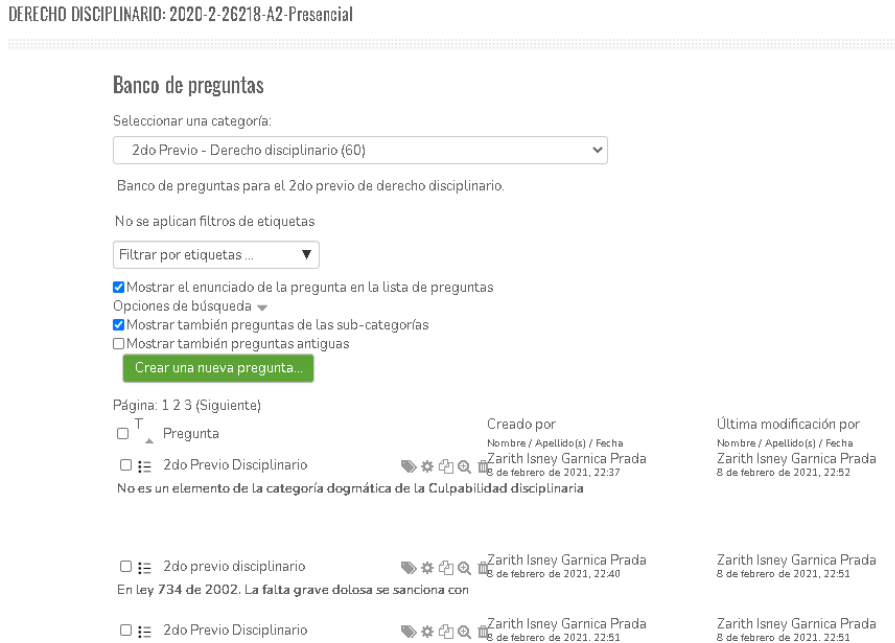 DERECHO DISCIPLINARIO: 2020-2-26218-A2-Presencial
Banco de preguntas
Seleccionar una categoría:
2do Previo - Derecho disciplinario (60)
Banco de preguntas para el 2do previo de derecho disciplinario.
No se aplican filtros de etiquetas
Filtrar por etiquetas ... ▼
Mostrar el enunciado de la pregunta en la lista de preguntas
Opciones de búsqueda
Mostrar también preguntas de las sub-categorías
Mostrar también preguntas antiguas
Crear una nueva pregunta...
Página: 1 2 3 (Siguiente)
T Pregunta Creado por Última modificación por
Nombre / Apellido(s) / Fecha Nombre / Apellido(s) / Fecha
2do Previo Disciplinario Zarith Isney Garnica Prada Zarith Isney Garnica Prada
8 de febrero de 2021, 22:37 8 de febrero de 2021, 22:52
No es un elemento de la categoría dogmática de la Culpabilidad disciplinaria
2do previo disciplinario Zarith Isney Garnica Prada Zarith Isney Garnica Prada
8 de febrero de 2021, 22:40 8 de febrero de 2021, 22:51
En ley 734 de 2002. La falta grave dolosa se sanciona con
2do Previo Disciplinario Zarith Isney Garnica Prada Zarith Isney Garnica Prada
8 de febrero de 2021, 22:51 8 de febrero de 2021, 22:51